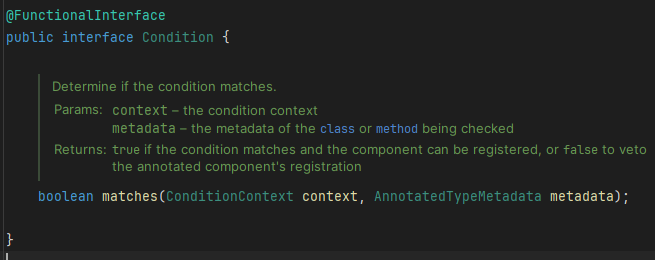 @FunctionalInterface
public interface Condition {
Determine if the condition matches.
Params: context – the condition context
metadata – the metadata of the class or method being checked
Returns: true if the condition matches and the component can be registered, or false to veto
the annotated component's registration
boolean matches(ConditionContext context, AnnotatedTypeMetadata metadata);
}